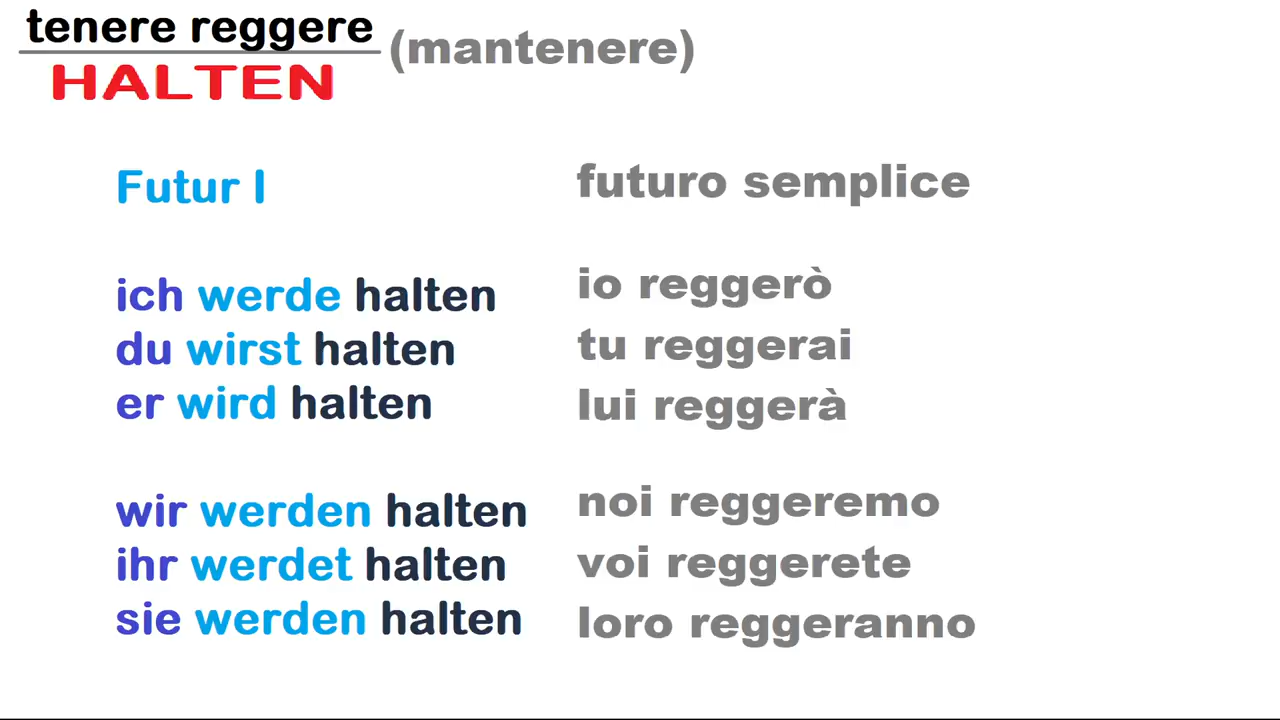 tenere reggere
(mantenere)
HALTEN
Futur I
futuro semplice
ich werde halten
io reggerò
du wirst halten
tu reggerai
er wird halten
lui reggerà
wir werden halten
noi reggeremo
ihr werdet halten
voi reggerete
sie werden halten
loro reggeranno